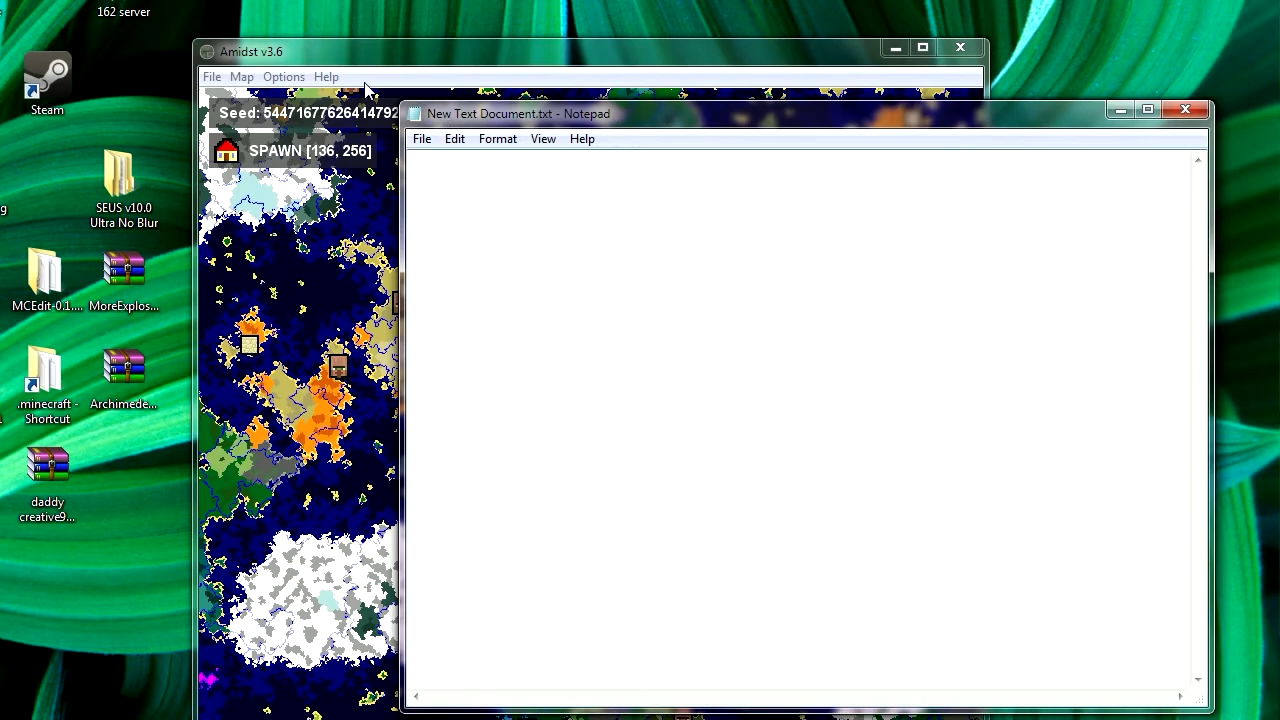 162 server
Amidst v3.6
File Map Options Help
Steam
Seed: 54471677626414792
New Text Document.txt - Notepad
File Edit Format View Help
SPAWN [136, 256]
g
SEUS v10.0
Ultra No Blur
MCEdit-0.1....
MoreExplos...
.minecraft -
Shortcut
Archimede...
daddy
creative9...